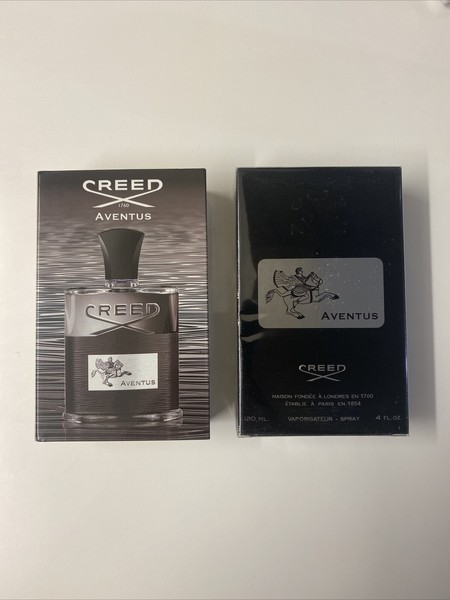 CREED
1760
AVENTUS
CREED
AVENTUS
AVENTUS
CREED
MAISON FONDÉE À LONDRES EN 1760
ÉTABLIE À PARIS EN 1854
120 ML. VAPORISATEUR - SPRAY 4 FL.OZ.